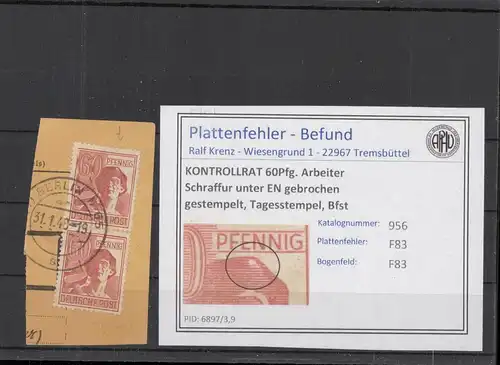 Plattenfehler - Befund
Ralf Krenz - Wiesengrund 1 - 22967 Tremsbüttel
KONTROLLRAT 60Pfg. Arbeiter
Schraffur unter EN gebrochen
gestempelt, Tagesstempel, Bfst
Katalognummer: 956
Plattenfehler: F83
Bogenfeld: F83
PFENNIG
PID: 6897/3,9
PFENNIG
DEUTSCHE POST
PFENNIG
DEUTSCHE POST
BERLIN
31.1.48-19